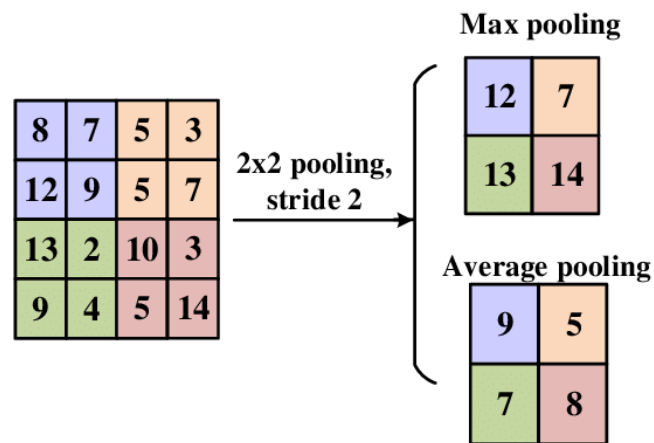 Max pooling
12 7
13 14
8 7 5 3
12 9 5 7
13 2 10 3
9 4 5 14
2x2 pooling,
stride 2
Average pooling
9 5
7 8